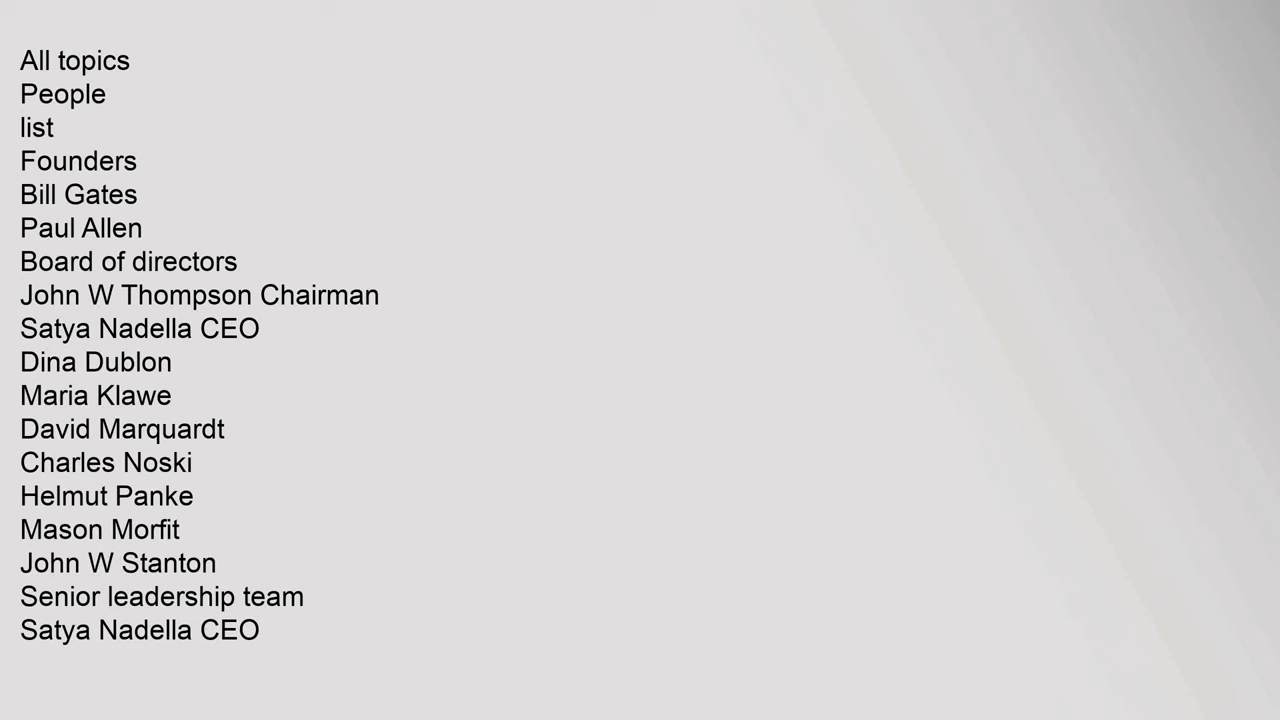 All topics
People
list
Founders
Bill Gates
Paul Allen
Board of directors
John W Thompson Chairman
Satya Nadella CEO
Dina Dublon
Maria Klawe
David Marquardt
Charles Noski
Helmut Panke
Mason Morfit
John W Stanton
Senior leadership team
Satya Nadella CEO